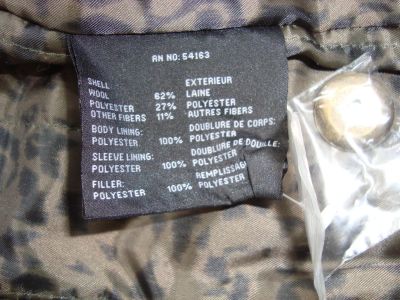 RN NO: 54163
SHELL EXTERIEUR
WOOL 62% LAINE
POLYESTER 27% POLYESTER
OTHER FIBERS 11% AUTRES FIBERS
BODY LINING: DOUBLURE DE CORPS:
POLYESTER 100% POLYESTER
SLEEVE LINING: DOUBLURE DE DOUILLE:
POLYESTER 100% POLYESTER
FILLER: REMPLISSAG
POLYESTER 100% POLYESTER